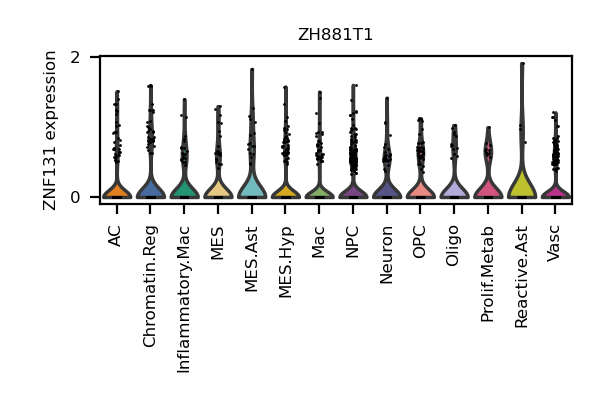 ZH881T1
ZNF131 expression
2
0
AC
Chromatin.Reg
Inflammatory.Mac
MES
MES.Ast
MES.Hyp
Mac
NPC
Neuron
OPC
Oligo
Prolif.Metab
Reactive.Ast
Vasc